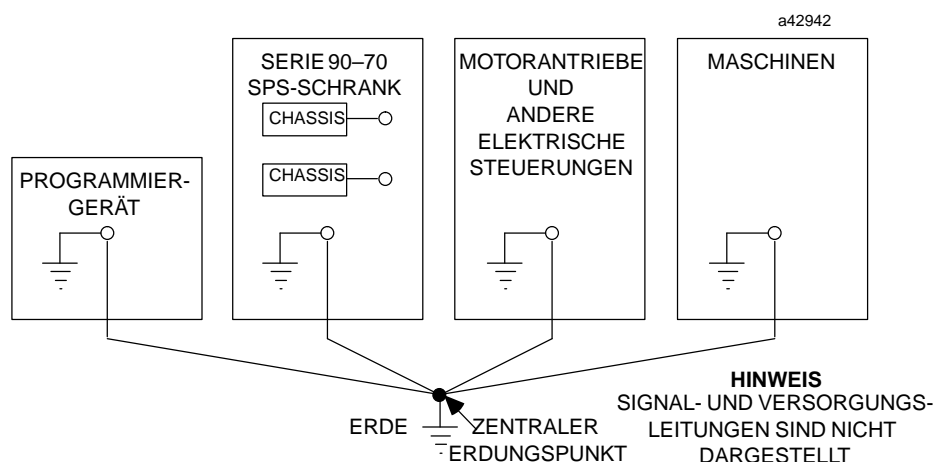 a42942
SERIE 90–70
SPS-SCHRANK
CHASSIS
CHASSIS
MOTORANTRIEBE
UND
ANDERE
ELEKTRISCHE
STEUERUNGEN
MASCHINEN
PROGRAMMIER-
GERÄT
ERDE
ZENTRALER
ERDUNGSPUNKT
HINWEIS
SIGNAL- UND VERSORGUNGS-
LEITUNGEN SIND NICHT
DARGESTELLT